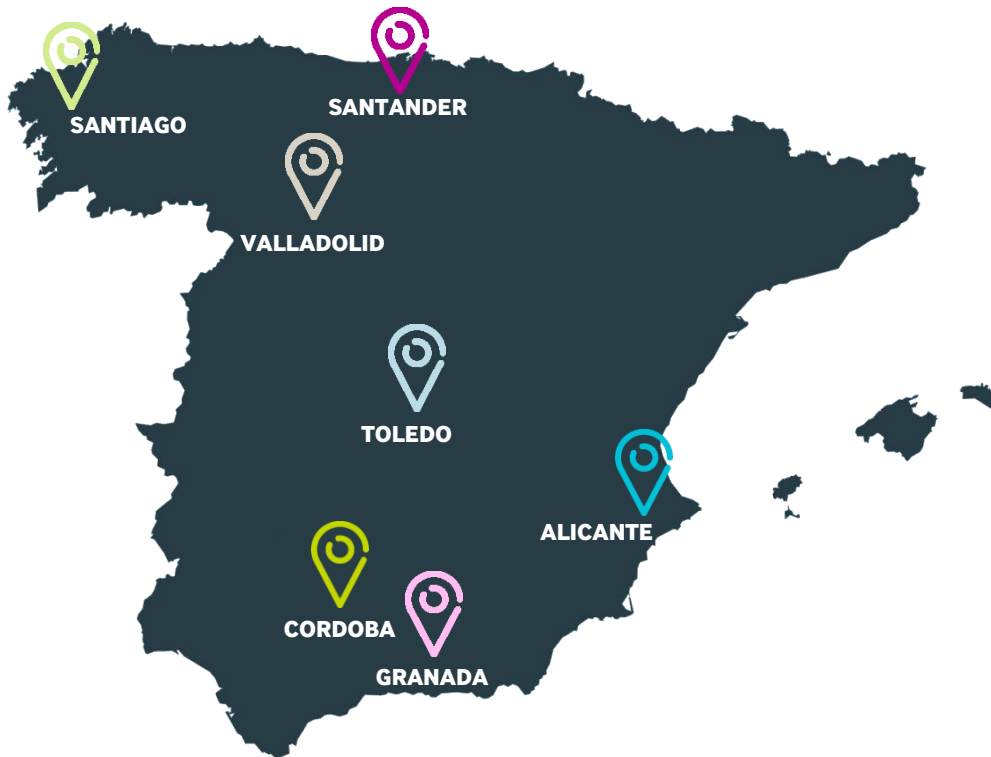 SANTANDER
SANTIAGO
VALLADOLID
TOLEDO
ALICANTE
CORDOBA
GRANADA